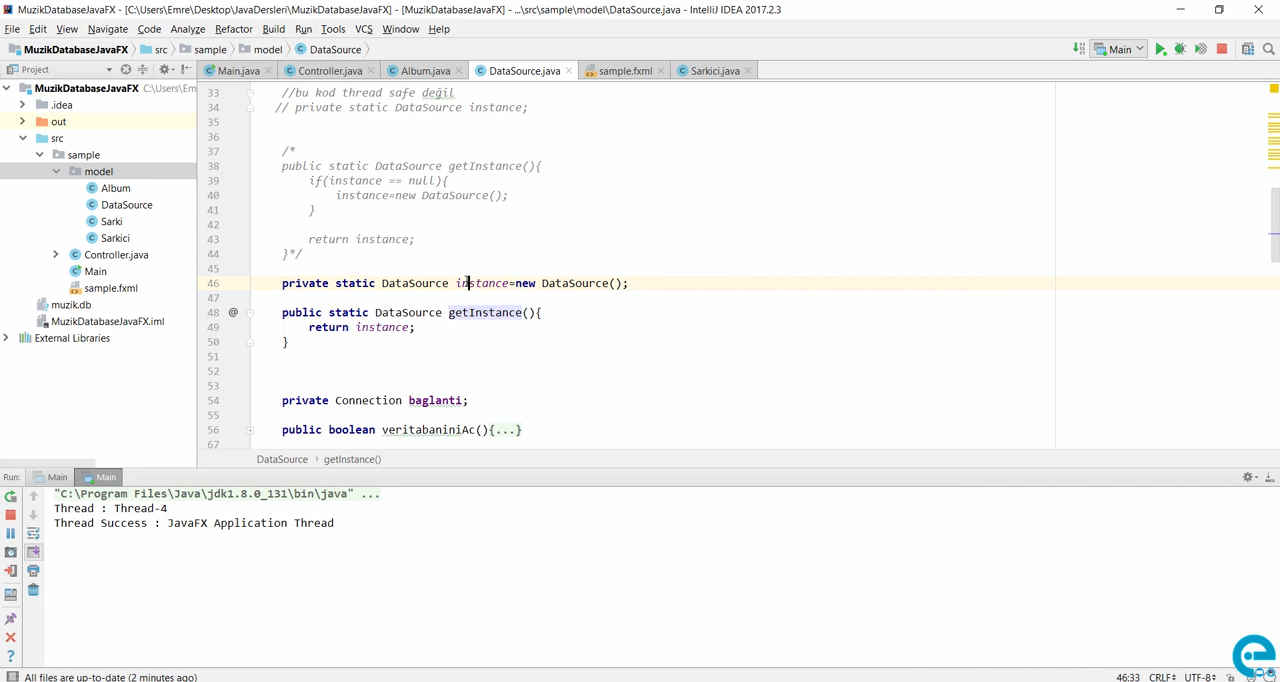 MuzikDatabaseJavaFX - [C:\Users\Emre\Desktop\JavaDersleri\MuzikDatabaseJavaFX] - [MuzikDatabaseJavaFX] - ...\src\sample\model\DataSource.java - IntelliJ IDEA 2017.2.3
File Edit View Navigate Code Analyze Refactor Build Run Tools VCS Window Help
MuzikDatabaseJavaFX src sample model DataSource Main
Project Main.java Controller.java Album.java DataSource.java sample.fxml Sarkici.java
MuzikDatabaseJavaFX C:\Users\Em
.idea
out
src
sample
model
Album
DataSource
Sarki
Sarkici
Controller.java
Main
sample.fxml
muzik.db
MuzikDatabaseJavaFX.iml
External Libraries
33 //bu kod thread safe değil
34 // private static DataSource instance;
35
36
37 /*
38 public static DataSource getInstance(){
39 if(instance == null){
40 instance=new DataSource();
41 }
42
43 return instance;
44 }*/
45
46 private static DataSource instance=new DataSource();
47
48 @ public static DataSource getInstance(){
49 return instance;
50 }
51
52
53
54 private Connection baglanti;
55
56 public boolean veritabaniniAc(){...}
67
DataSource › getInstance()
Run: Main Main
"C:\Program Files\Java\jdk1.8.0_131\bin\java" ...
Thread : Thread-4
Thread Success : JavaFX Application Thread
All files are up-to-date (2 minutes ago) 46:33 CRLF UTF-8